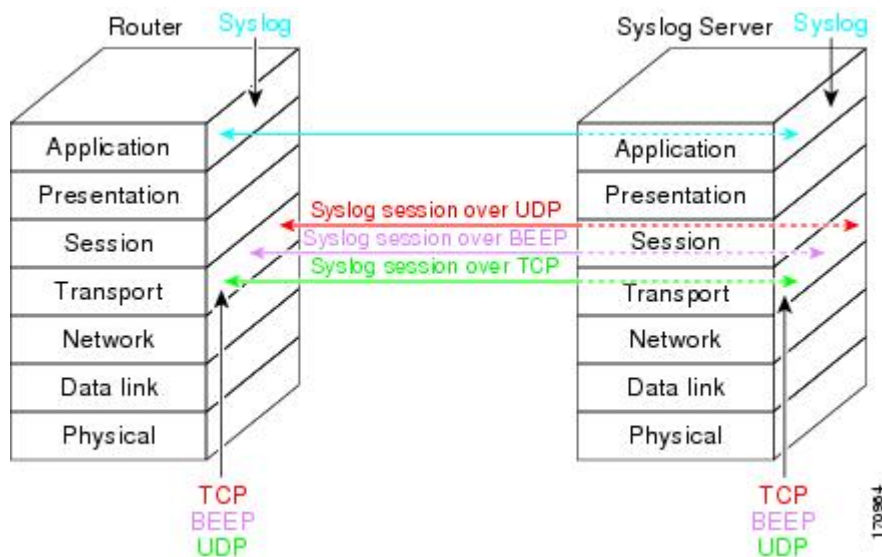 Router Syslog
Syslog Server Syslog
Application
Presentation
Session
Transport
Network
Data link
Physical
Syslog session over UDP
Syslog session over BEEP
Syslog session over TCP
Application
Presentation
Session
Transport
Network
Data link
Physical
TCP
BEEP
UDP
TCP
BEEP
UDP